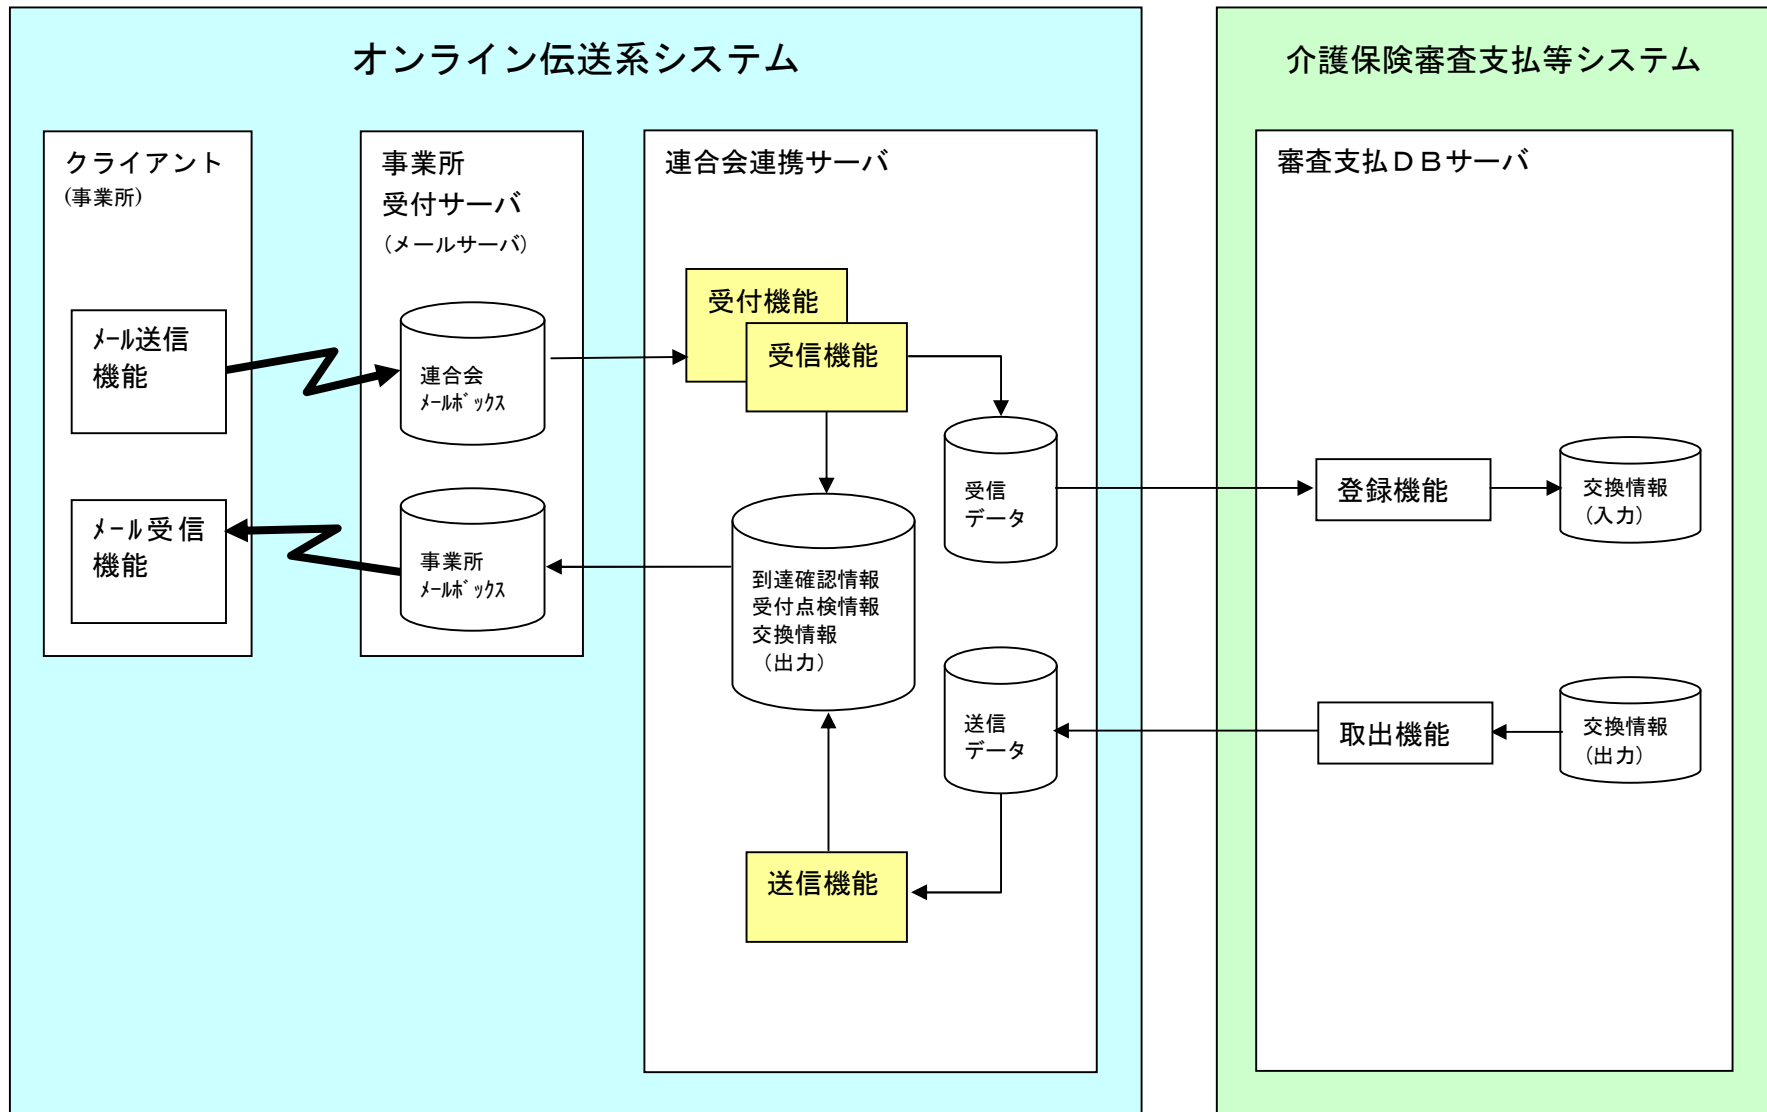 オンライン伝送系システム
介護保険審査支払等システム
クライアント
(事業所)
事業所
受付サーバ
(メールサーバ)
連合会連携サーバ
審査支払DBサーバ
ﾒｰﾙ送信
機能
連合会
ﾒｰﾙﾎﾞｯｸｽ
受付機能
受信機能
受信
データ
登録機能
交換情報
(入力)
ﾒｰﾙ受信
機能
事業所
ﾒｰﾙﾎﾞｯｸｽ
到達確認情報
受付点検情報
交換情報
(出力)
送信
データ
取出機能
交換情報
(出力)
送信機能